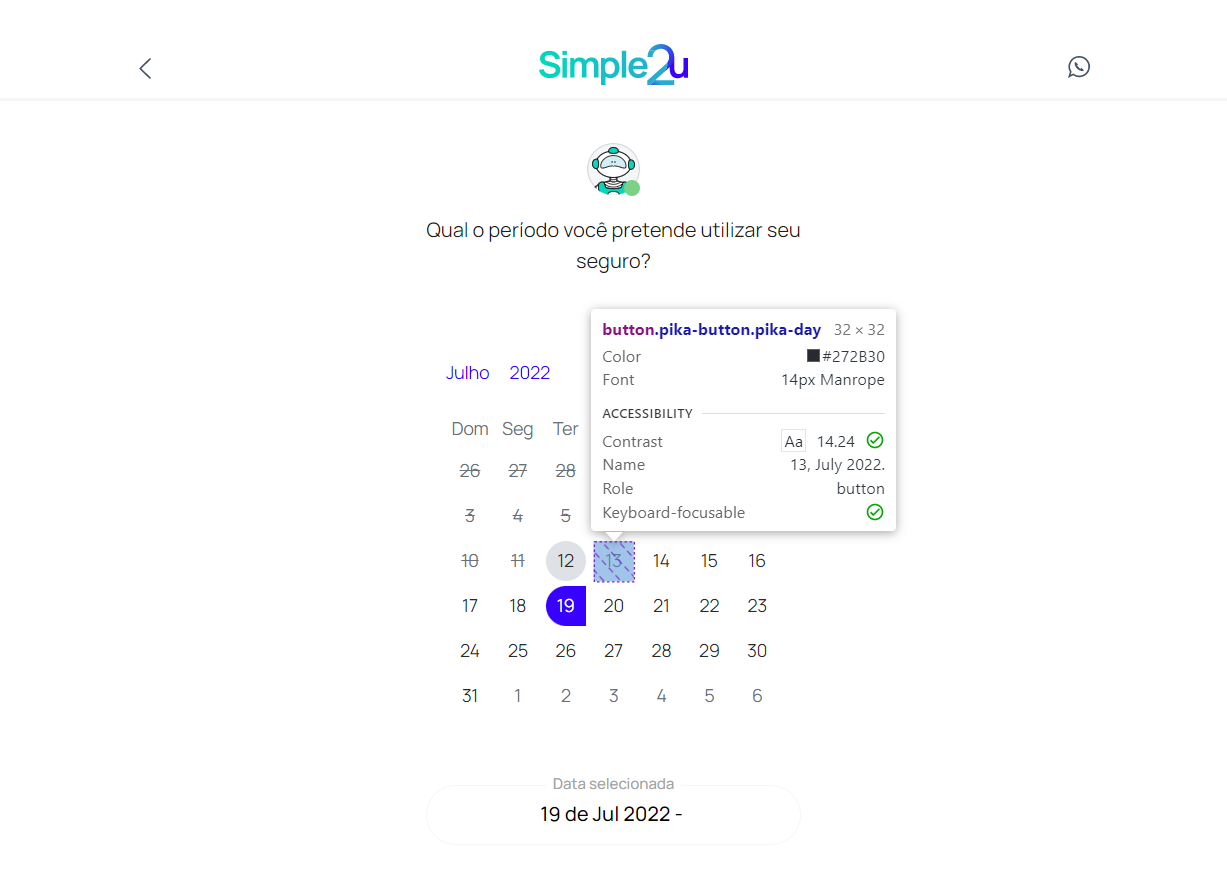 Simple2u
Qual o período você pretende utilizar seu
seguro?
button.pika-button.pika-day 32 × 32
Color #272B30
Font 14px Manrope
ACCESSIBILITY
Contrast Aa 14.24
Name 13, July 2022.
Role button
Keyboard-focusable
Julho 2022
Dom Seg Ter
26 27 28
3 4 5
10 11 12 13 14 15 16
17 18 19 20 21 22 23
24 25 26 27 28 29 30
31 1 2 3 4 5 6
Data selecionada
19 de Jul 2022 -